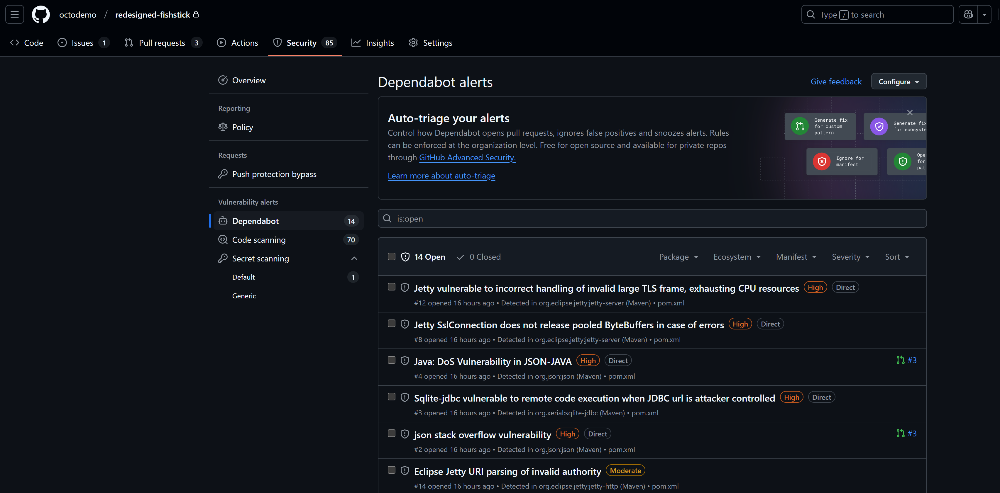 octodemo / redesigned-fishstick
Type / to search
Code
Issues 1
Pull requests 3
Actions
Security 85
Insights
Settings
Overview
Reporting
Policy
Requests
Push protection bypass
Vulnerability alerts
Dependabot 14
Code scanning 70
Secret scanning
Default 1
Generic
Dependabot alerts
Give feedback
Configure
Auto-triage your alerts
Control how Dependabot opens pull requests, ignores false positives and snoozes alerts. Rules
can be enforced at the organization level. Free for open source and available for private repos
through GitHub Advanced Security.
Learn more about auto-triage
Generate fix
for custom
pattern
Generate fix
for ecosyste
Ignore for
manifest
Oper
for
pat
is:open
14 Open 0 Closed
Package Ecosystem Manifest Severity Sort
Jetty vulnerable to incorrect handling of invalid large TLS frame, exhausting CPU resources High Direct
#12 opened 16 hours ago • Detected in org.eclipse.jetty:jetty-server (Maven) • pom.xml
Jetty SslConnection does not release pooled ByteBuffers in case of errors High Direct
#8 opened 16 hours ago • Detected in org.eclipse.jetty:jetty-server (Maven) • pom.xml
Java: DoS Vulnerability in JSON-JAVA High Direct #3
#4 opened 16 hours ago • Detected in org.json:json (Maven) • pom.xml
Sqlite-jdbc vulnerable to remote code execution when JDBC url is attacker controlled High Direct
#3 opened 16 hours ago • Detected in org.xerial:sqlite-jdbc (Maven) • pom.xml
json stack overflow vulnerability High Direct #3
#2 opened 16 hours ago • Detected in org.json:json (Maven) • pom.xml
Eclipse Jetty URI parsing of invalid authority Moderate
#14 opened 16 hours ago • Detected in org.eclipse.jetty:jetty-http (Maven) • pom.xml